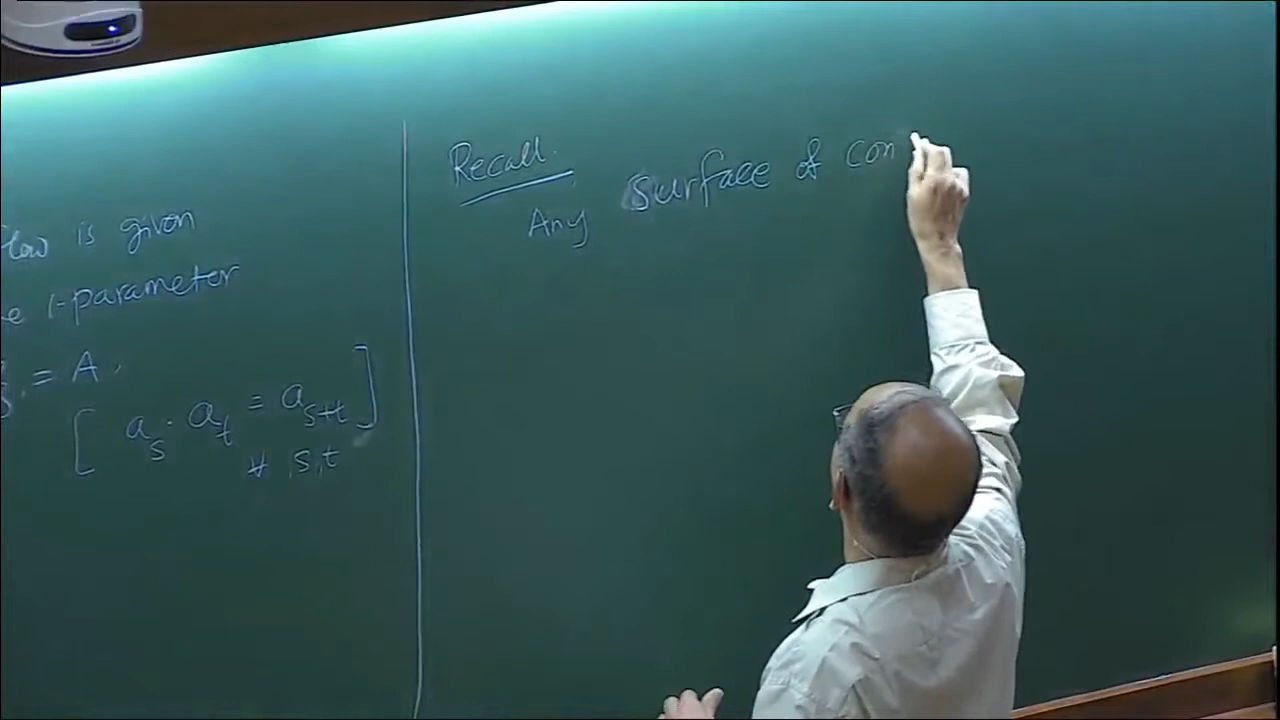 flow is given
e 1-parameter
= A.
[ a_s · a_t = a_{s+t} ]
∀ s,t
Recall.
Any surface of con